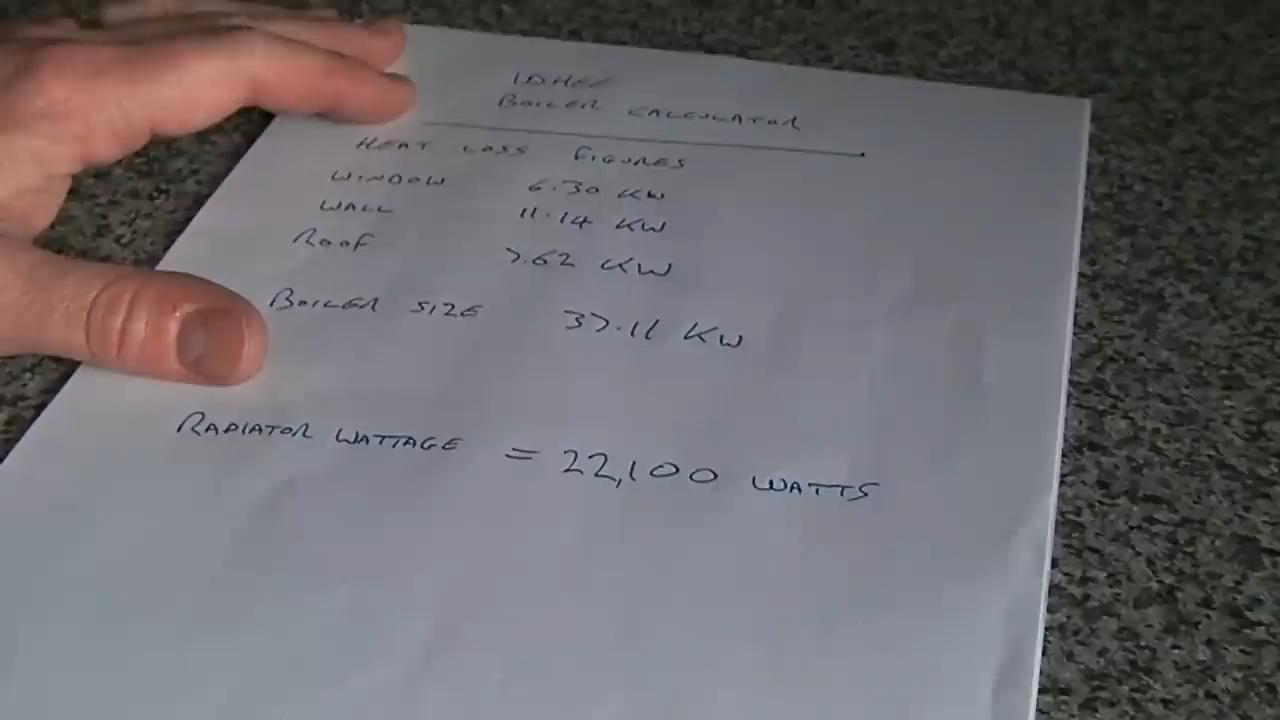 IDHEE
BOILER CALCULATOR
HEAT LOSS FIGURES
WINDOW 6.30 KW
WALL 11.14 KW
ROOF 7.62 KW
BOILER SIZE 37.11 KW
RADIATOR WATTAGE = 22,100 WATTS